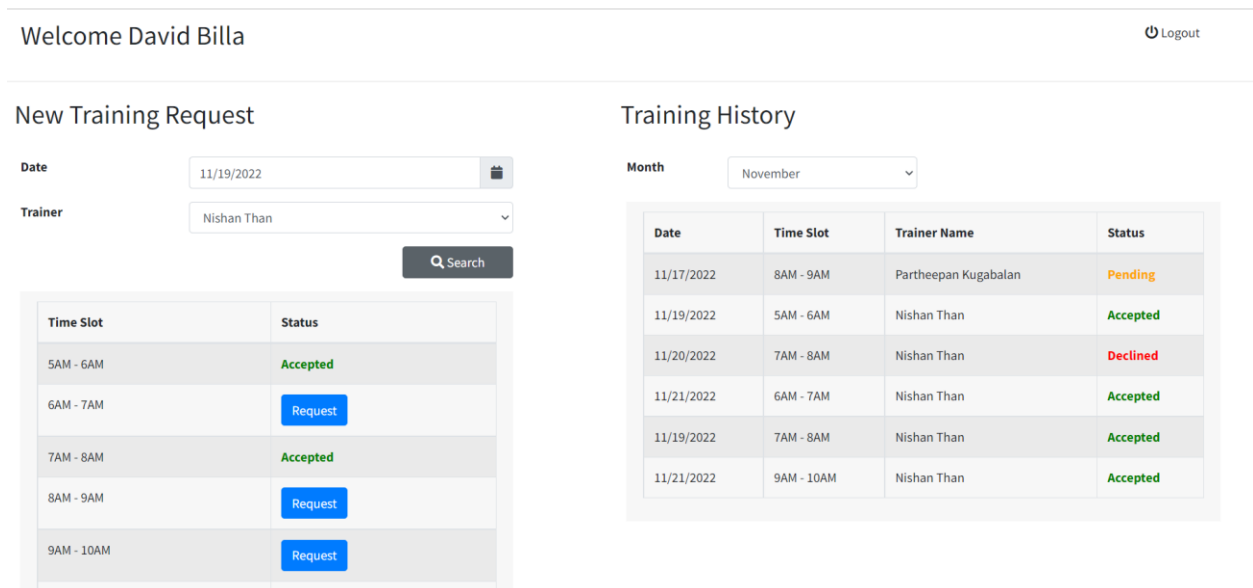 Welcome David Billa
Logout
New Training Request
Date
11/19/2022
Trainer
Nishan Than
Search
Time Slot Status
5AM - 6AM Accepted
6AM - 7AM Request
7AM - 8AM Accepted
8AM - 9AM Request
9AM - 10AM Request
Training History
Month
November
Date Time Slot Trainer Name Status
11/17/2022 8AM - 9AM Partheepan Kugabalan Pending
11/19/2022 5AM - 6AM Nishan Than Accepted
11/20/2022 7AM - 8AM Nishan Than Declined
11/21/2022 6AM - 7AM Nishan Than Accepted
11/19/2022 7AM - 8AM Nishan Than Accepted
11/21/2022 9AM - 10AM Nishan Than Accepted